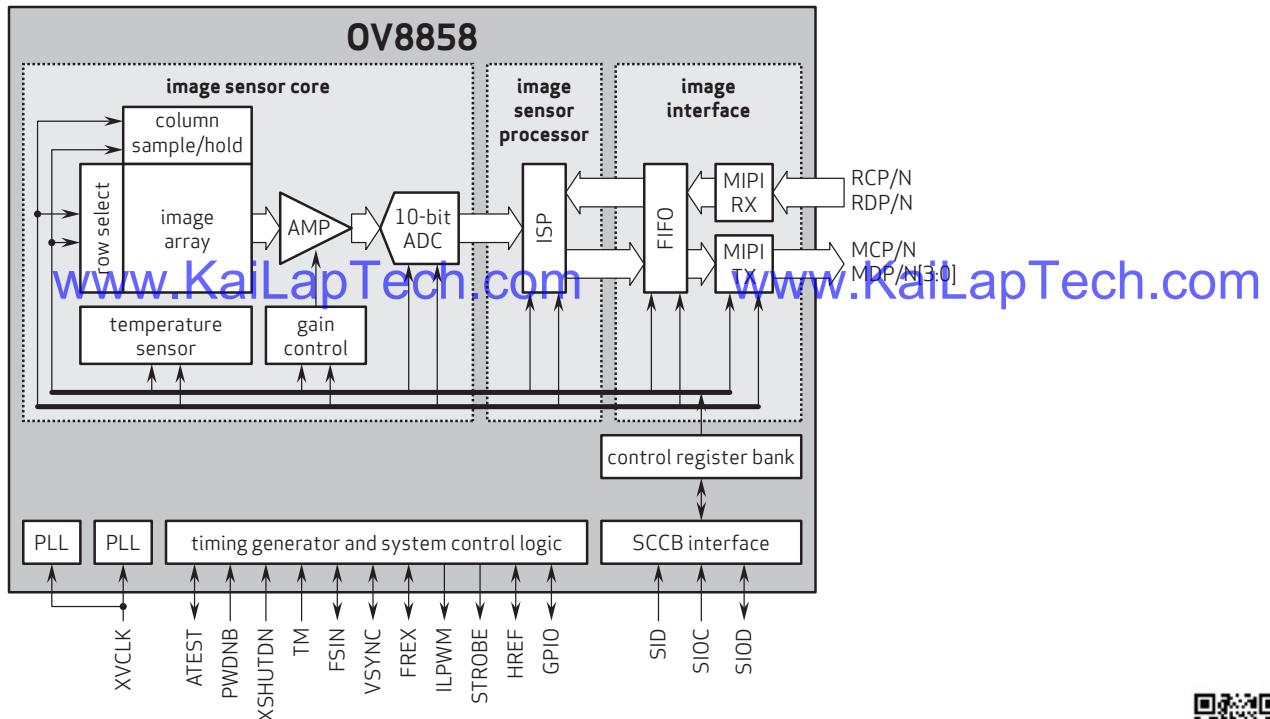 OV8858
image sensor core
image
sensor
processor
image
interface
column
sample/hold
row select
image
array
AMP
10-bit
ADC
ISP
FIFO
MIPI
RX
MIPI
TX
RCP/N
RDP/N
MCP/N
MDP/N[3:0]
www.KaiLapTech.com
www.KaiLapTech.com
temperature
sensor
gain
control
control register bank
PLL
PLL
timing generator and system control logic
SCCB interface
XVCLK
ATEST
PWDNB
XSHUTDN
TM
FSIN
VSYNC
FREX
ILPWM
STROBE
HREF
GPIO
SID
SIOC
SIOD